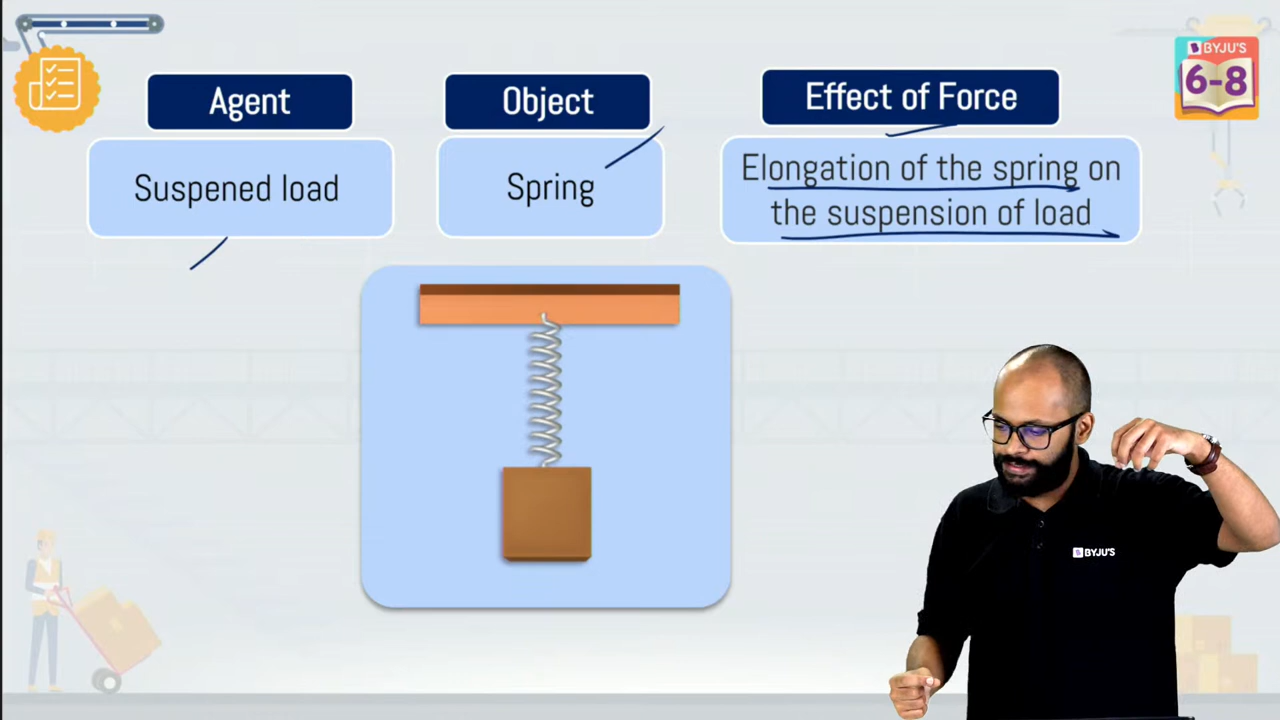 BYJU'S
6-8
Agent
Object
Effect of Force
Suspened load
Spring
Elongation of the spring on
the suspension of load
BYJU'S